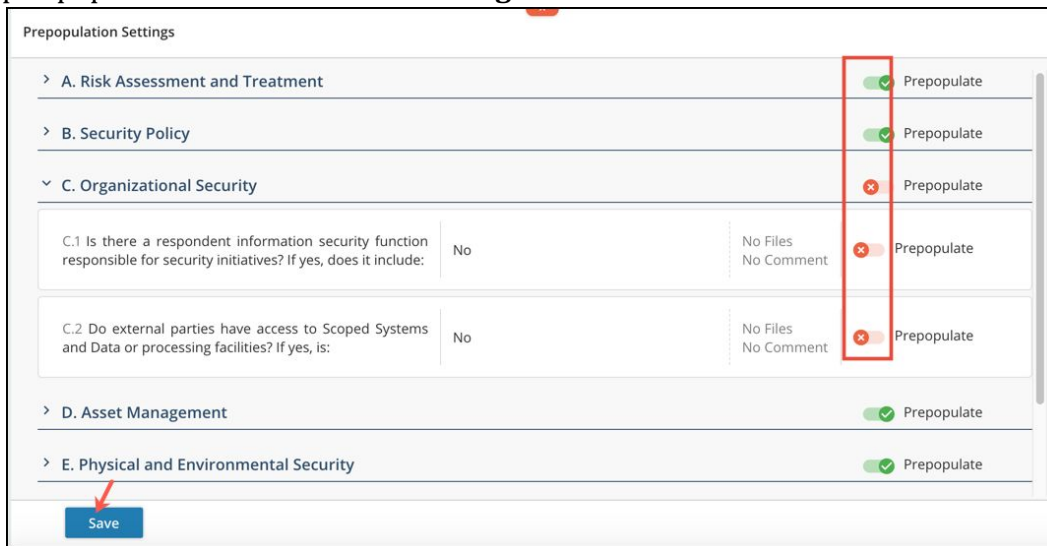 Prepopulation Settings
A. Risk Assessment and Treatment Prepopulate
B. Security Policy Prepopulate
C. Organizational Security Prepopulate
C.1 Is there a respondent information security function No No Files Prepopulate
responsible for security initiatives? If yes, does it include: No Comment
C.2 Do external parties have access to Scoped Systems No No Files Prepopulate
and Data or processing facilities? If yes, is: No Comment
D. Asset Management Prepopulate
E. Physical and Environmental Security Prepopulate
Save